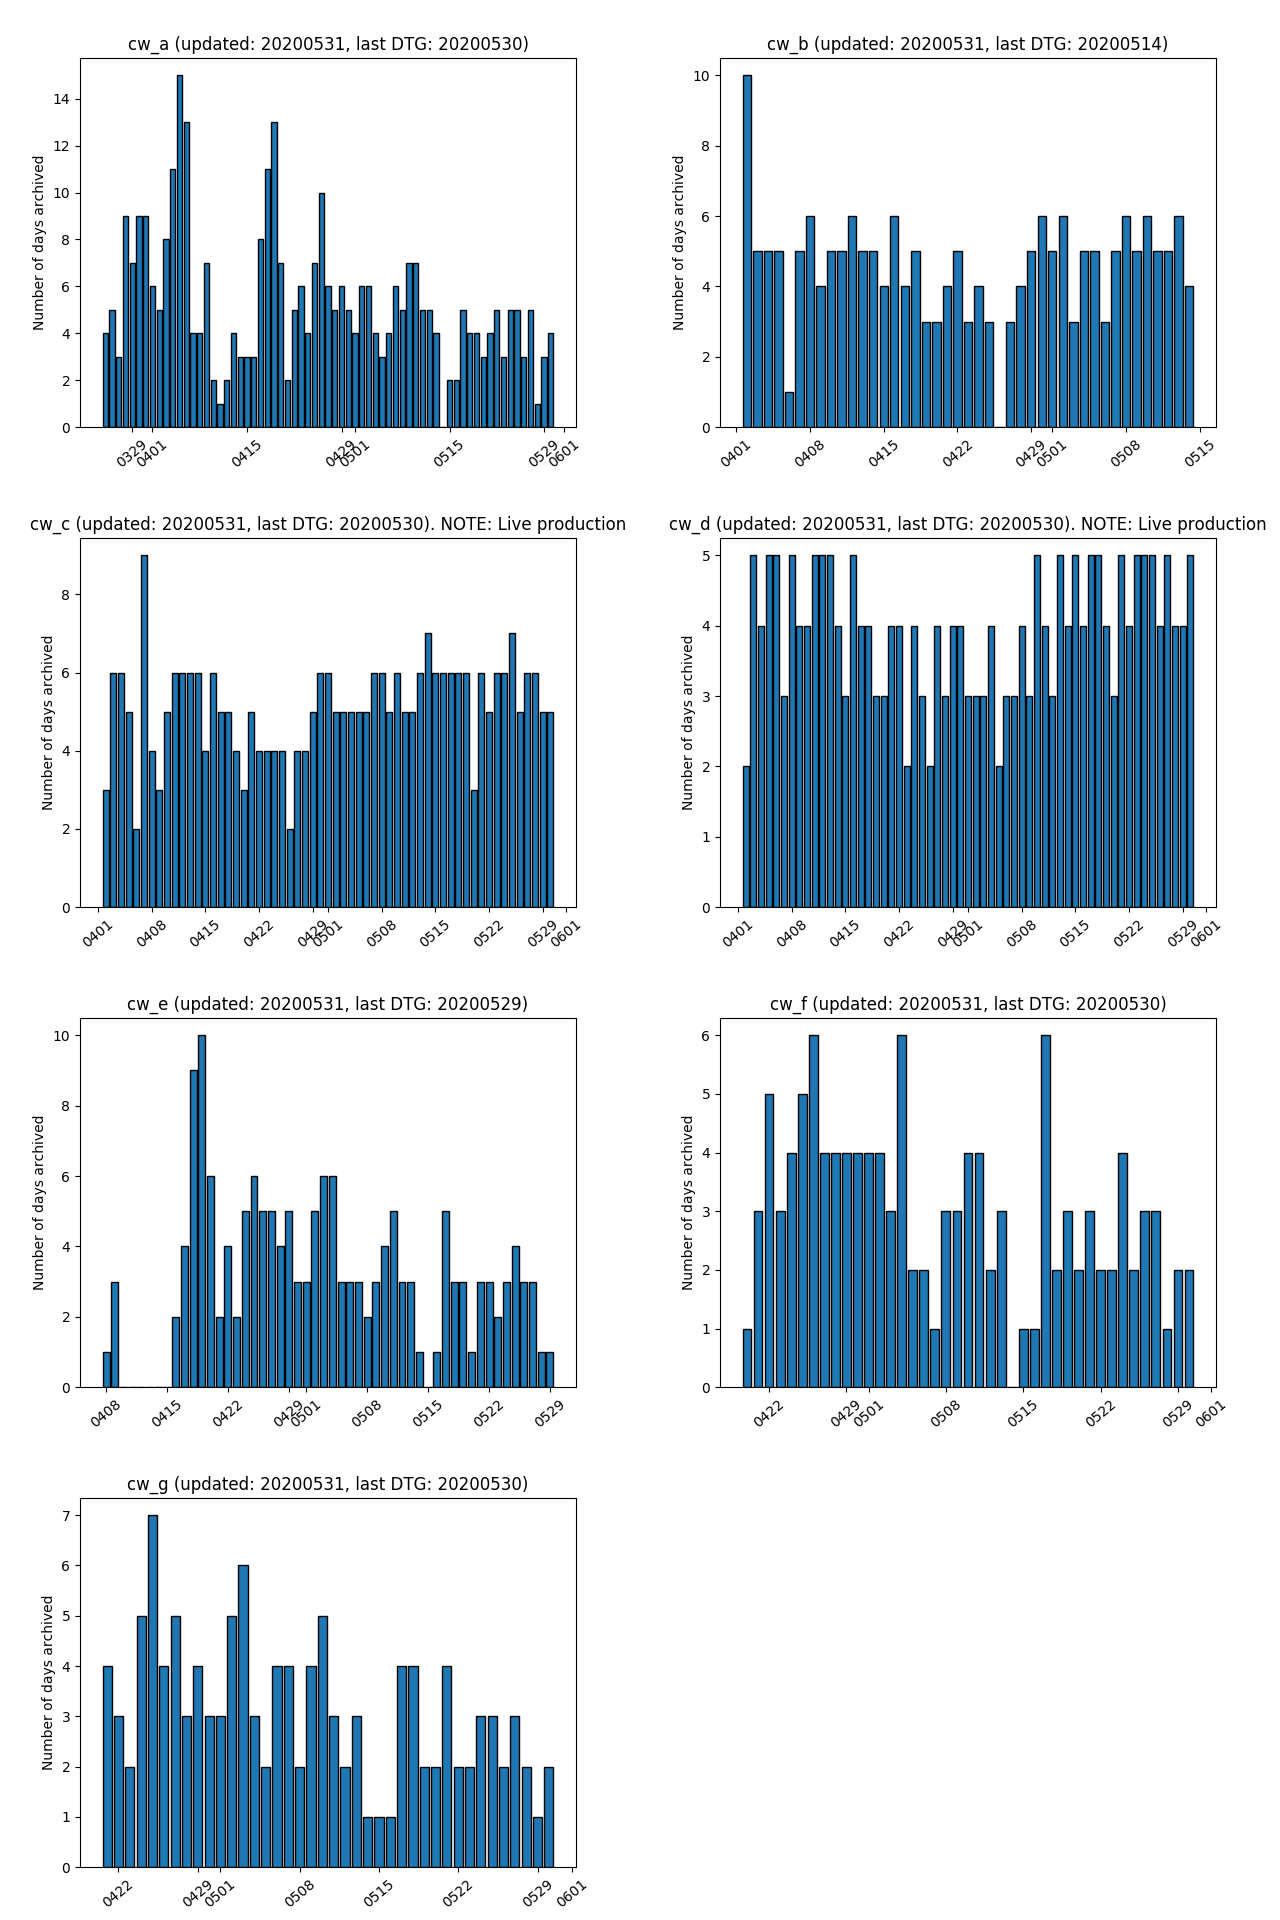 cw_a (updated: 20200531, last DTG: 20200530)
Number of days archived
14
12
10
8
6
4
2
0
0329 0401 0415 0429 0501 0515 0529 0601
cw_b (updated: 20200531, last DTG: 20200514)
Number of days archived
10
8
6
4
2
0
0401 0408 0415 0422 0429 0501 0508 0515
cw_c (updated: 20200531, last DTG: 20200530). NOTE: Live production
Number of days archived
8
6
4
2
0
0401 0408 0415 0422 0429 0501 0508 0515 0522 0529 0601
cw_d (updated: 20200531, last DTG: 20200530). NOTE: Live production
Number of days archived
5
4
3
2
1
0
0401 0408 0415 0422 0429 0501 0508 0515 0522 0529 0601
cw_e (updated: 20200531, last DTG: 20200529)
Number of days archived
10
8
6
4
2
0
0408 0415 0422 0429 0501 0508 0515 0522 0529
cw_f (updated: 20200531, last DTG: 20200530)
Number of days archived
6
5
4
3
2
1
0
0422 0429 0501 0508 0515 0522 0529 0601
cw_g (updated: 20200531, last DTG: 20200530)
Number of days archived
7
6
5
4
3
2
1
0
0422 0429 0501 0508 0515 0522 0529 0601